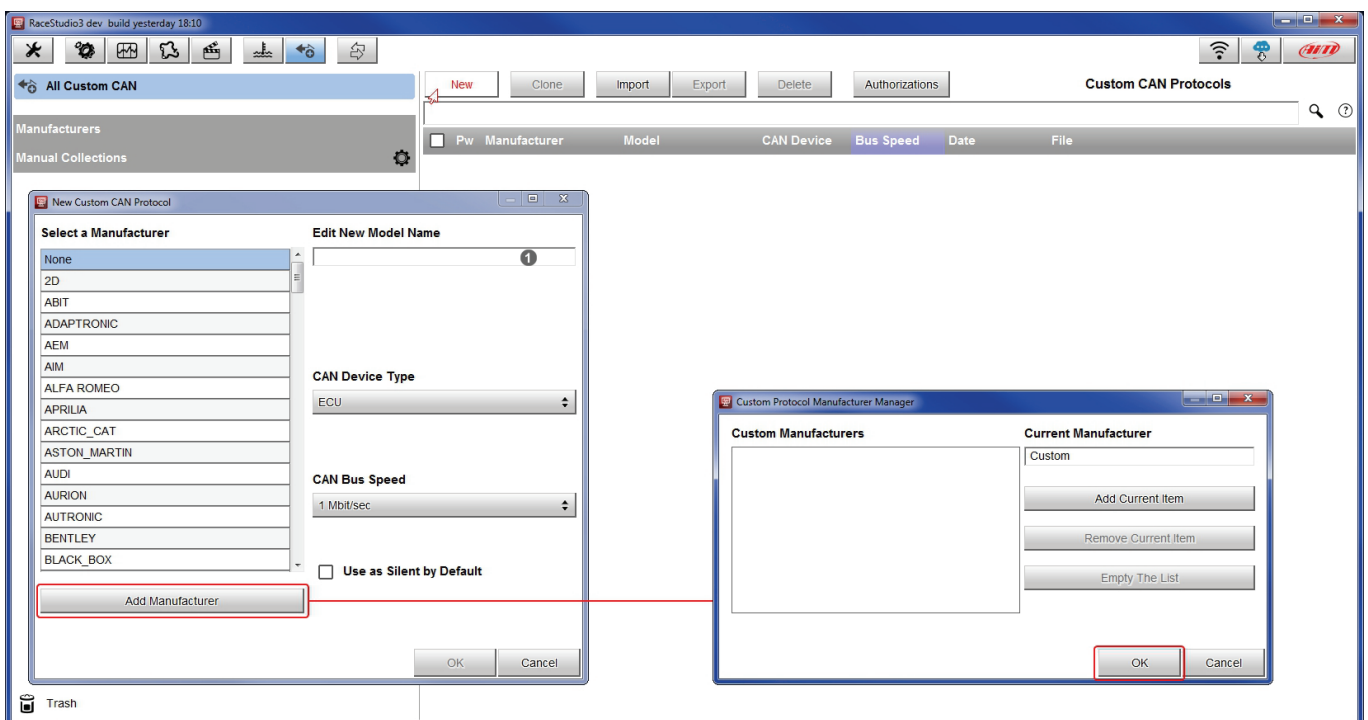 RaceStudio3 dev build yesterday 18:10
AiM
All Custom CAN
New Clone Import Export Delete Authorizations Custom CAN Protocols
?
Manufacturers
Pw Manufacturer Model CAN Device Bus Speed Date File
Manual Collections
New Custom CAN Protocol
Select a Manufacturer
None
2D
ABIT
ADAPTRONIC
AEM
AIM
ALFA ROMEO
APRILIA
ARCTIC_CAT
ASTON_MARTIN
AUDI
AURION
AUTRONIC
BENTLEY
BLACK_BOX
Add Manufacturer
Edit New Model Name
1
CAN Device Type
ECU
CAN Bus Speed
1 Mbit/sec
Use as Silent by Default
OK Cancel
Custom Protocol Manufacturer Manager
Custom Manufacturers
Current Manufacturer
Custom
Add Current Item
Remove Current Item
Empty The List
OK Cancel
Trash